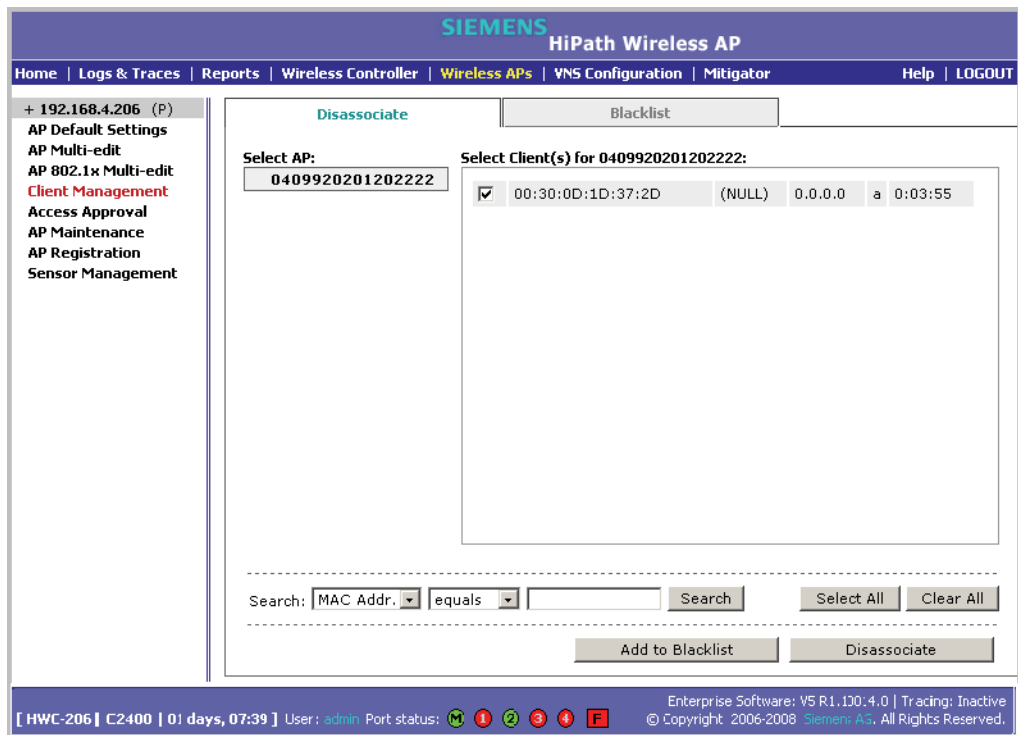 SIEMENS
HiPath Wireless AP
Home | Logs & Traces | Reports | Wireless Controller | Wireless APs | VNS Configuration | Mitigator Help | LOGOUT
+ 192.168.4.206 (P)
AP Default Settings
AP Multi-edit
AP 802.1x Multi-edit
Client Management
Access Approval
AP Maintenance
AP Registration
Sensor Management
Disassociate Blacklist
Select AP: Select Client(s) for 0409920201202222:
0409920201202222
00:30:0D:1D:37:2D (NULL) 0.0.0.0 a 0:03:55
Search: MAC Addr. equals Search Select All Clear All
Add to Blacklist Disassociate
Enterprise Software: V5 R1.10014.0 | Tracing: Inactive
[ HWC-206 | C2400 | 01 days, 07:39 ] User: admin Port status: M 1 2 3 4 F © Copyright 2006-2008 Siemens AG. All Rights Reserved.